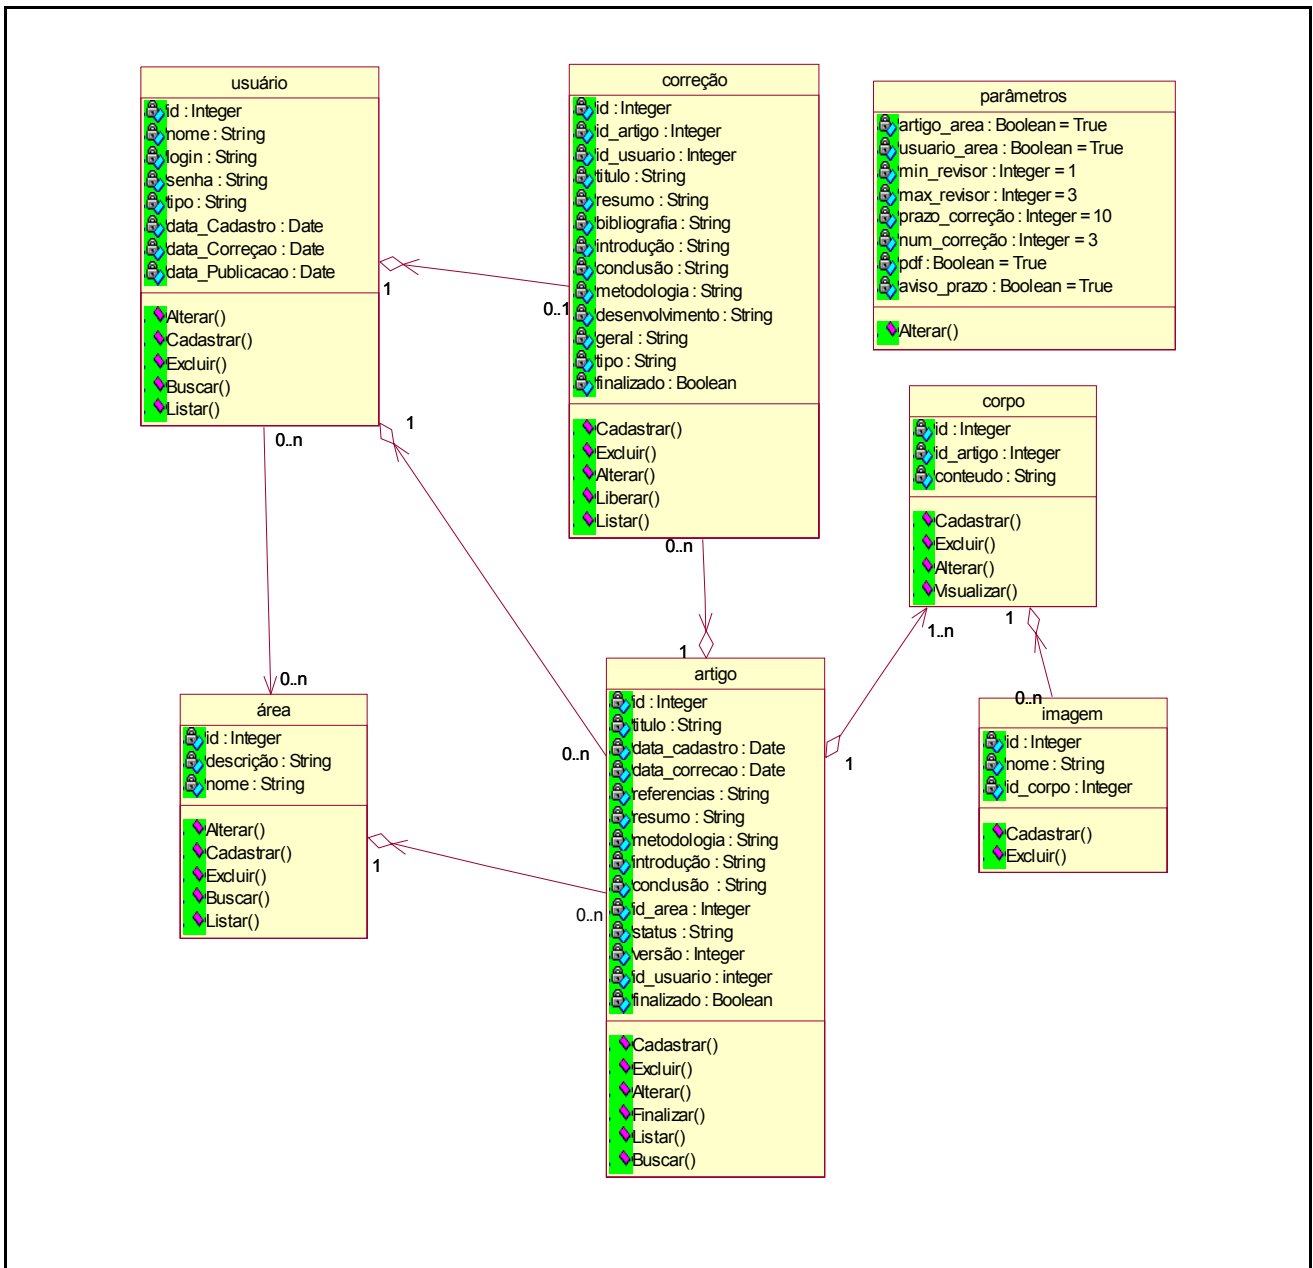 usuário
id : Integer
nome : String
login : String
senha : String
tipo : String
data_Cadastro : Date
data_Correçao : Date
data_Publicacao : Date
Alterar()
Cadastrar()
Excluir()
Buscar()
Listar()
correção
id : Integer
id_artigo : Integer
id_usuario : Integer
titulo : String
resumo : String
bibliografia : String
introdução : String
conclusão : String
metodologia : String
desenvolvimento : String
geral : String
tipo : String
finalizado : Boolean
Cadastrar()
Excluir()
Alterar()
Liberar()
Listar()
parâmetros
artigo_area : Boolean = True
usuario_area : Boolean = True
min_revisor : Integer = 1
max_revisor : Integer = 3
prazo_correção : Integer = 10
num_correção : Integer = 3
pdf : Boolean = True
aviso_prazo : Boolean = True
Alterar()
1
0..1
1
0..n
0..n
corpo
id : Integer
id_artigo : Integer
conteudo : String
Cadastrar()
Excluir()
Alterar()
Visualizar()
1..n
1
0..n
1
0..n
área
id : Integer
descrição : String
nome : String
Alterar()
Cadastrar()
Excluir()
Buscar()
Listar()
artigo
id : Integer
titulo : String
data_cadastro : Date
data_correcao : Date
referencias : String
resumo : String
metodologia : String
introdução : String
conclusão : String
id_area : Integer
status : String
versão : Integer
id_usuario : integer
finalizado : Boolean
Cadastrar()
Excluir()
Alterar()
Finalizar()
Listar()
Buscar()
imagem
id : Integer
nome : String
id_corpo : Integer
Cadastrar()
Excluir()
0..n
1
1
0..n